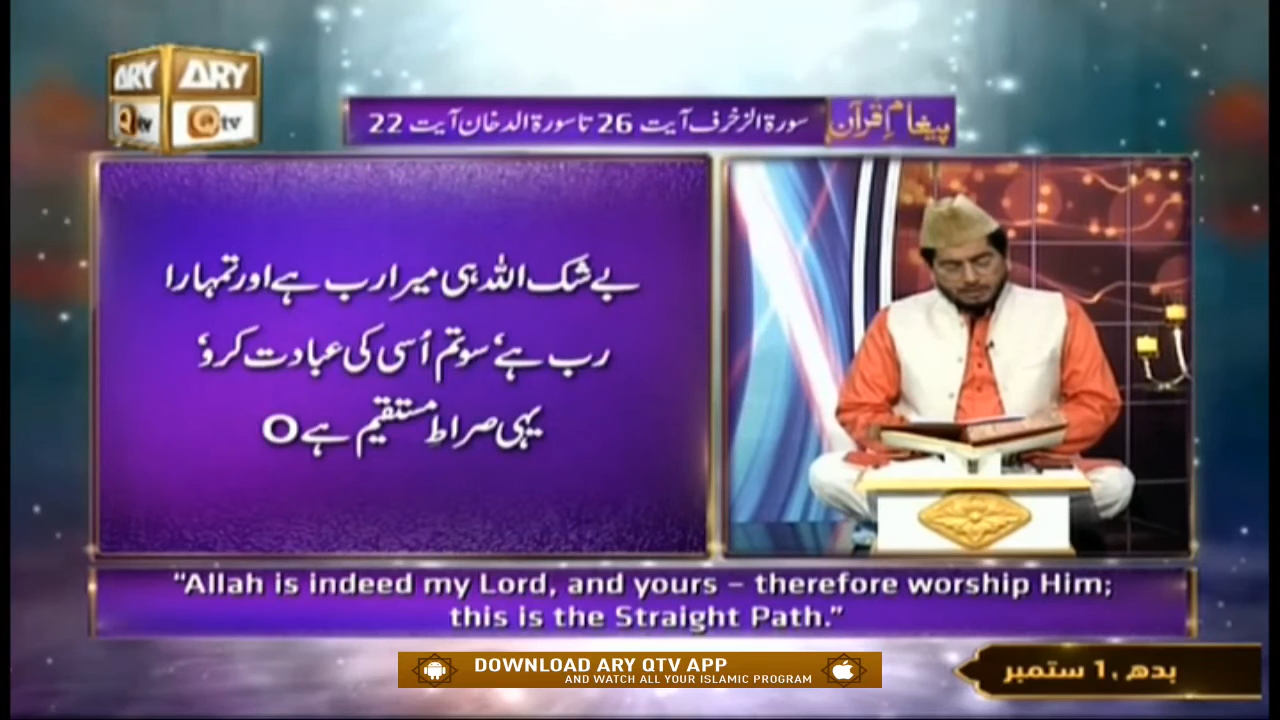 ARY
ARY
Qtv
Qtv
پیغام قرآن
سورۃ الزخرف آیت 26 تا سورۃ الدخان آیت 22
بے شک اللہ ہی میرا رب ہے اور تمہارا
رب ہے‘ سو تم اُسی کی عبادت کرو‘
یہی صراط مستقیم ہے O
"Allah is indeed my Lord, and yours – therefore worship Him;
this is the Straight Path."
DOWNLOAD ARY QTV APP
AND WATCH ALL YOUR ISLAMIC PROGRAM
بدھ ، 1 ستمبر